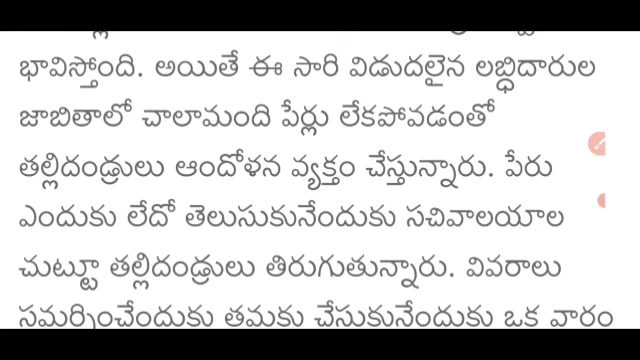 భావిస్తోంది. అయితే ఈ సారి విడుదలైన లబ్ధిదారుల
జాబితాలో చాలామంది పేర్లు లేకపోవడంతో
తల్లిదండ్రులు ఆందోళన వ్యక్తం చేస్తున్నారు. పేరు
ఎందుకు లేదో తెలుసుకునేందుకు సచివాలయాల
చుట్టూ తల్లిదండ్రులు తిరుగుతున్నారు. వివరాలు
సమర్పించేందుకు తమకు చేసుకునేందుకు ఒక వారం